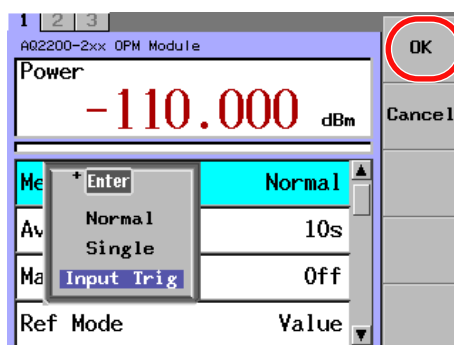 1 2 3
AQ2200-2xx OPM Module
Power
-110.000 dBm
OK
Cancel
Me Normal
+ Enter
Normal
Single
Input Trig
Av 10s
Ma Off
Ref Mode Value